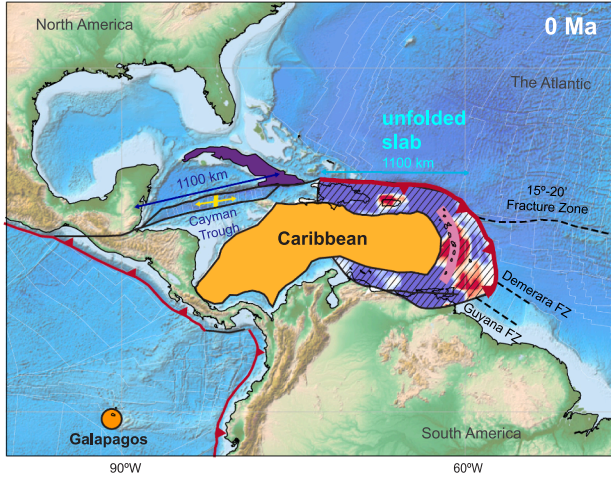 0 Ma
North America
The Atlantic
unfolded
slab
1100 km
1100 km
15º-20'
Fracture Zone
Cayman
Trough
Caribbean
Demerara FZ
Guyana FZ
Galapagos
South America
90ºW
60ºW